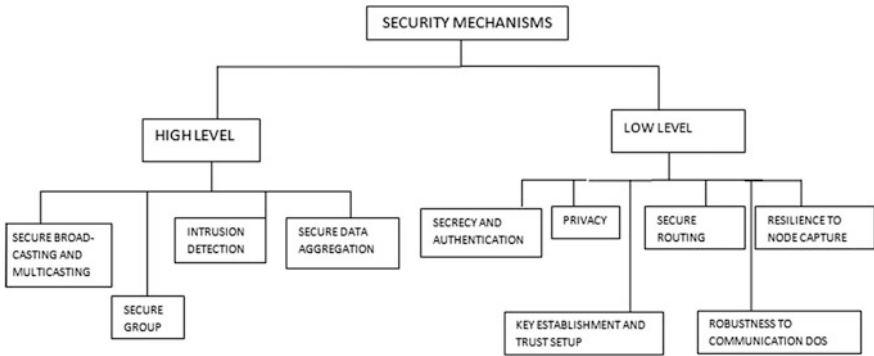 SECURITY MECHANISMS
HIGH LEVEL
LOW LEVEL
SECURE BROAD-
CASTING AND
MULTICASTING
SECURE
GROUP
INTRUSION
DETECTION
SECURE DATA
AGGREGATION
SECRECY AND
AUTHENTICATION
PRIVACY
KEY ESTABLISHMENT AND
TRUST SETUP
SECURE
ROUTING
ROBUSTNESS TO
COMMUNICATION DOS
RESILIENCE TO
NODE CAPTURE